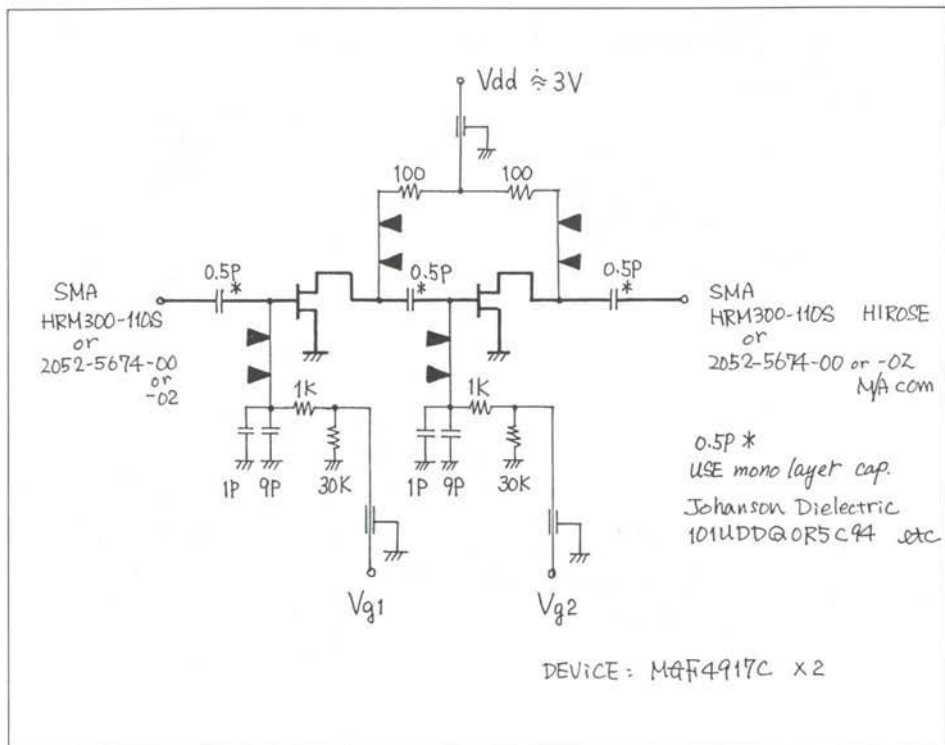 Vdd ≒ 3V
100
100
0.5P
*
0.5P
*
0.5P
*
SMA
HRM300-110S
or
2052-5674-00
or
-02
SMA
HRM300-110S HIROSE
or
2052-5674-00 or -02
M/A com
1K
1K
1P
9P
30K
1P
9P
30K
0.5P *
USE mono layer cap.
Johanson Dielectric
101UDDQ0R5C94 etc
Vg1
Vg2
DEVICE: MGF4917C x2